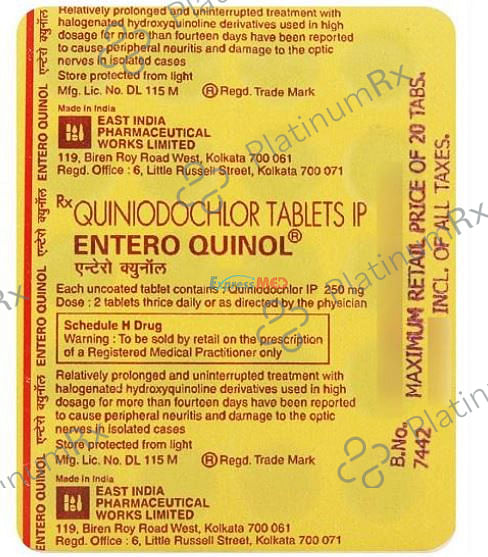 Relatively prolonged and uninterrupted treatment with
halogenated hydroxyquinoline derivatives used in high
dosage for more than fourteen days have been reported
to cause peripheral neuritis and damage to the optic
nerves in isolated cases
Store protected from light
Mfg. Lic. No. DL 115 M ® Regd. Trade Mark
Made in India
EAST INDIA
PHARMACEUTICAL
WORKS LIMITED
119, Biren Roy Road West, Kolkata 700 061
Regd. Office : 6, Little Russell Street, Kolkata 700 071
Rx QUINIODOCHLOR TABLETS IP
ENTERO QUINOL®
एन्टेरो क्युनॉल
ExpressMED
Each uncoated tablet contains : Quiniodochlor IP 250 mg
Dose : 2 tablets thrice daily or as directed by the physician
Schedule H Drug
Warning : To be sold by retail on the prescription
of a Registered Medical Practitioner only
Relatively prolonged and uninterrupted treatment with
halogenated hydroxyquinoline derivatives used in high
dosage for more than fourteen days have been reported
to cause peripheral neuritis and damage to the optic
nerves in isolated cases
Store protected from light
Mfg. Lic. No. DL 115 M ® Regd. Trade Mark
Made in India
EAST INDIA
PHARMACEUTICAL
WORKS LIMITED
119, Biren Roy Road West, Kolkata 700 061
Regd. Office : 6, Little Russell Street, Kolkata 700 071
ENTERO QUINOL एन्टेरो क्युनॉल ENTERO QUINOL एन्टेरो क्युनॉल ENTERO QUINOL एन्टेरो क्युनॉल
MAXIMUM RETAIL PRICE OF 20 TABS.
INCL. OF ALL TAXES.
B.No.
7442
PlatinumRx
PlatinumRx
PlatinumRx
PlatinumRx
PlatinumRx